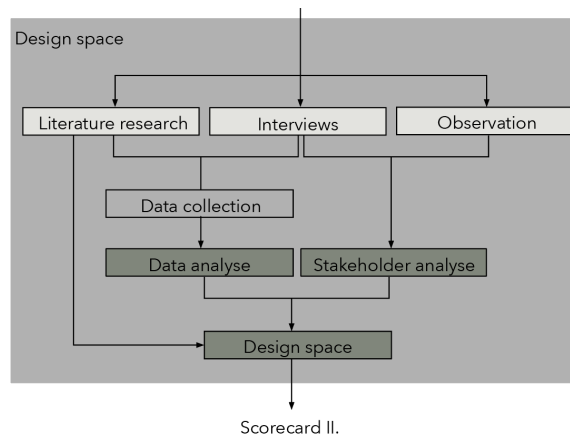 Design space
Literature research
Interviews
Observation
Data collection
Data analyse
Stakeholder analyse
Design space
Scorecard II.